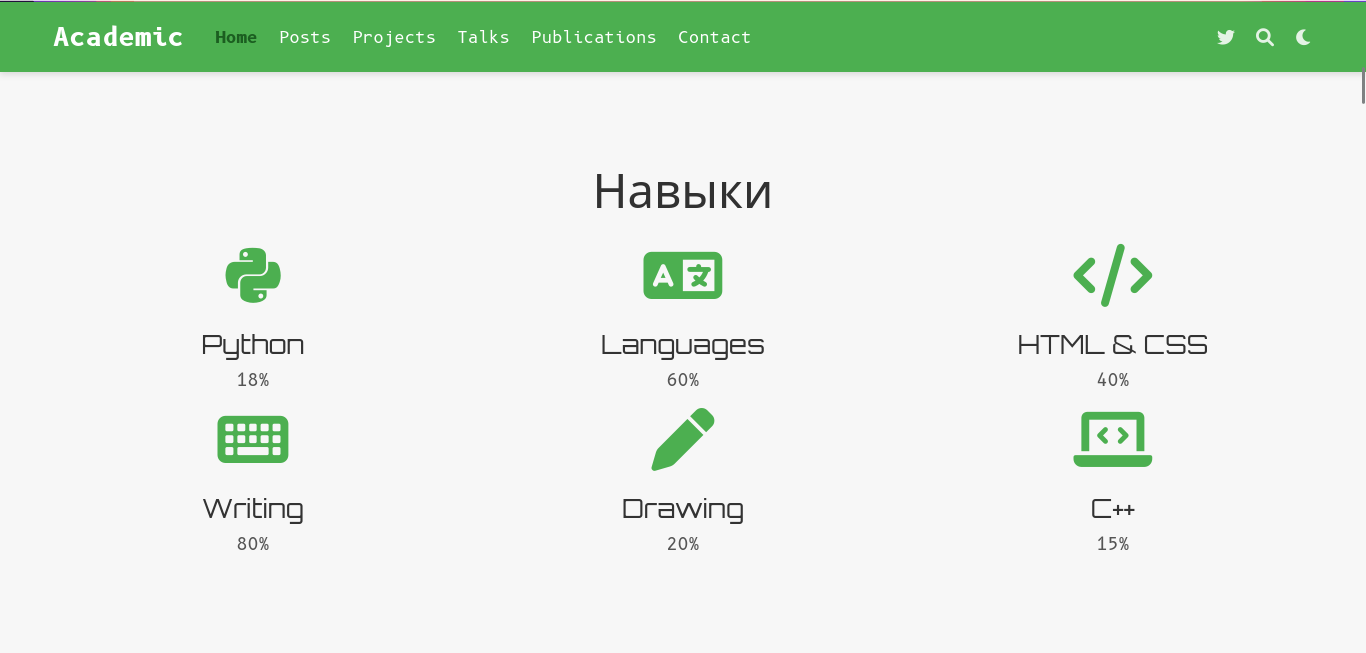 Academic Home Posts Projects Talks Publications Contact
Навыки
Python Languages HTML & CSS
18% 60% 40%
Writing Drawing C++
80% 20% 15%